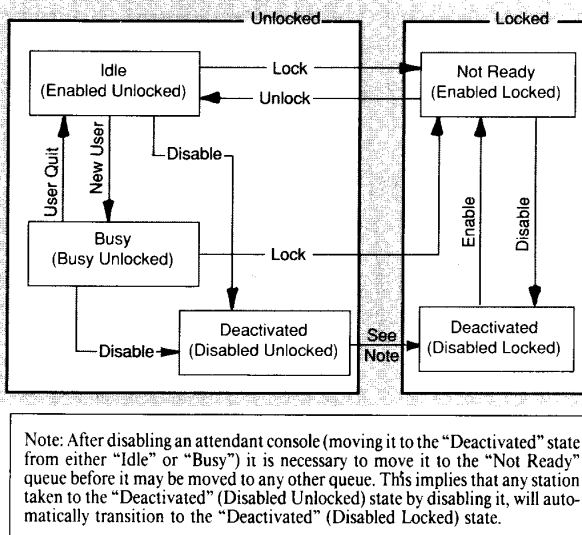 Unlocked
Locked
Idle
(Enabled Unlocked)
Lock
Not Ready
(Enabled Locked)
Unlock
User Quit
New User
Disable
Enable
Disable
Busy
(Busy Unlocked)
Lock
Deactivated
(Disabled Unlocked)
Disable
See
Note
Deactivated
(Disabled Locked)
Note: After disabling an attendant console (moving it to the “Deactivated” state
from either “Idle” or “Busy”) it is necessary to move it to the “Not Ready”
queue before it may be moved to any other queue. This implies that any station
taken to the “Deactivated” (Disabled Unlocked) state by disabling it, will auto-
matically transition to the “Deactivated” (Disabled Locked) state.